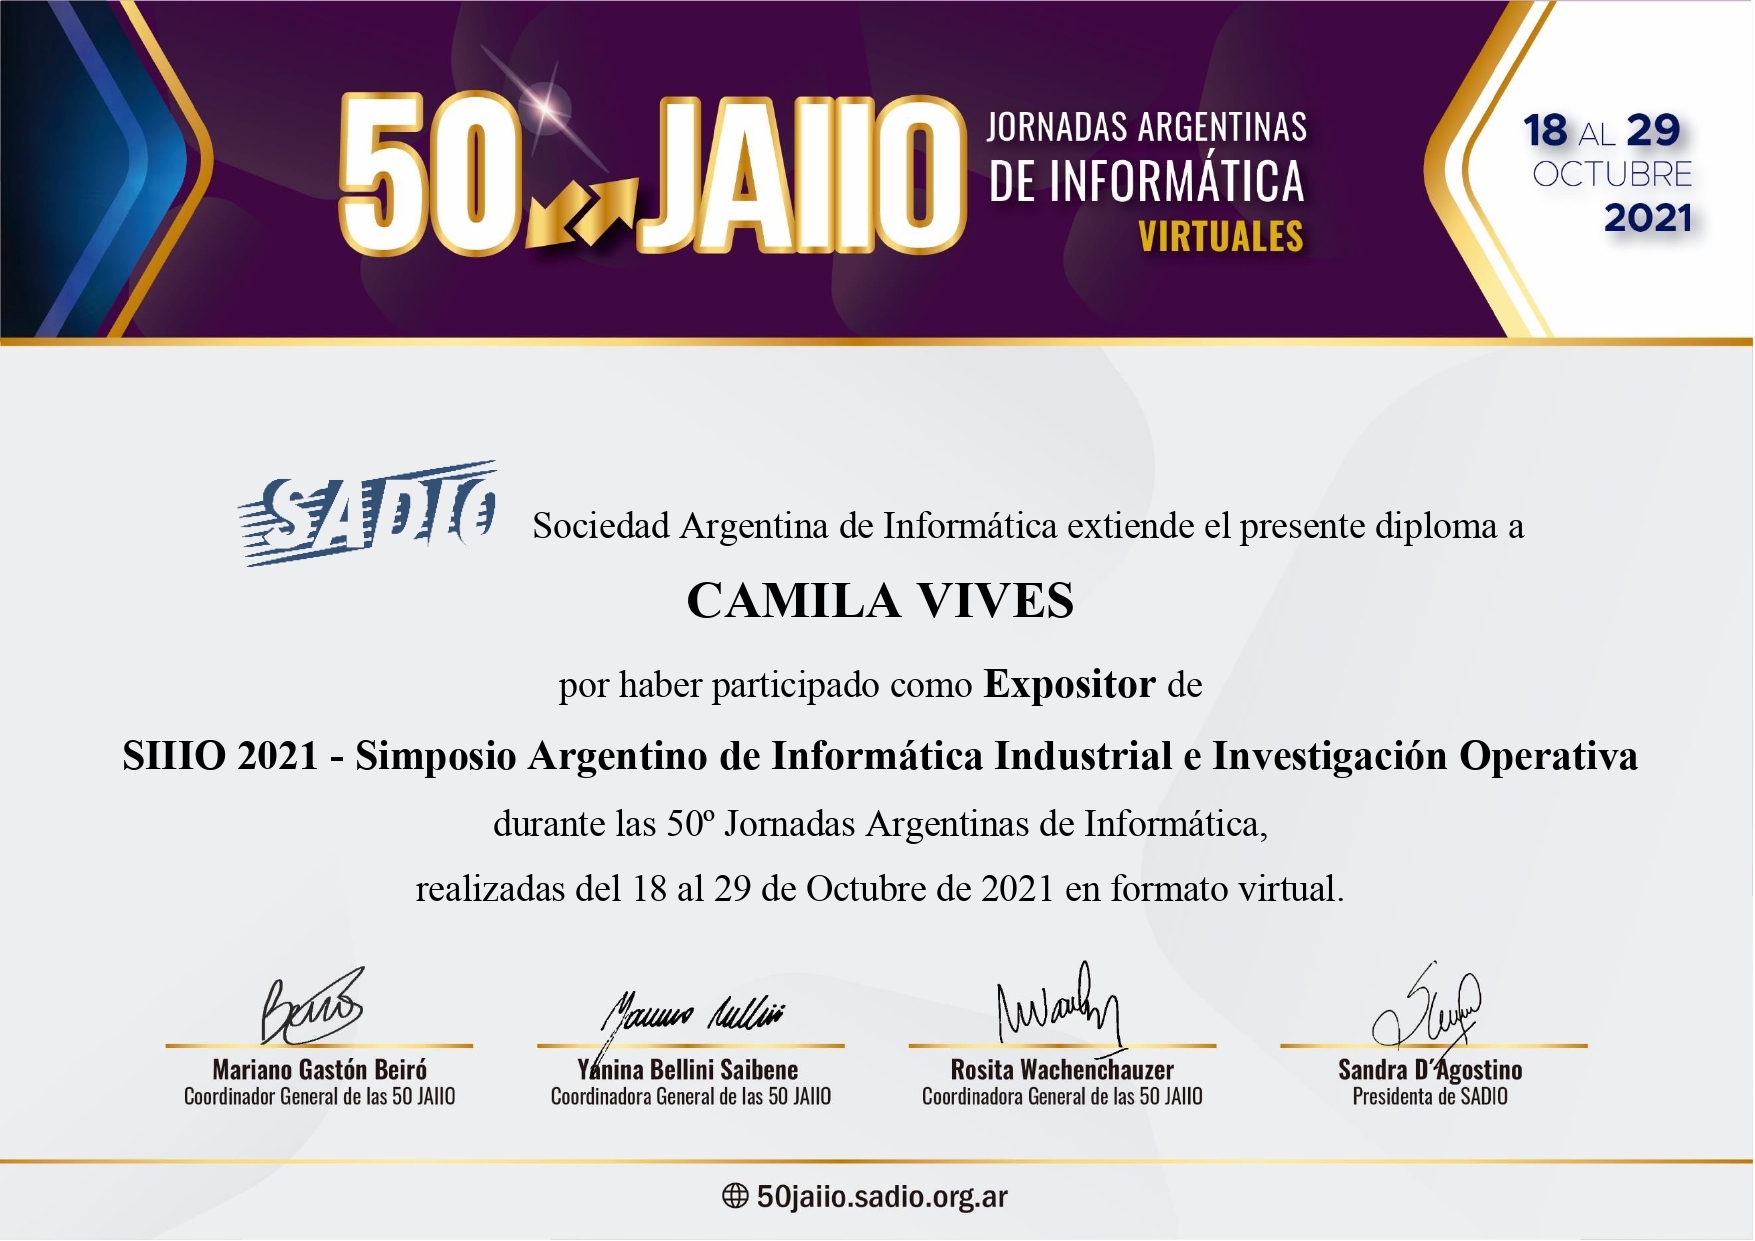 50 JAIIO
JORNADAS ARGENTINAS
DE INFORMÁTICA
VIRTUALES
18 AL 29
OCTUBRE
2021
SADIO Sociedad Argentina de Informática extiende el presente diploma a
CAMILA VIVES
por haber participado como Expositor de
SIIIO 2021 - Simposio Argentino de Informática Industrial e Investigación Operativa
durante las 50º Jornadas Argentinas de Informática,
realizadas del 18 al 29 de Octubre de 2021 en formato virtual.
Mariano Gastón Beiró
Coordinador General de las 50 JAIIO
Yanina Bellini Saibene
Coordinadora General de las 50 JAIIO
Rosita Wachenchauzer
Coordinadora General de las 50 JAIIO
Sandra D´Agostino
Presidenta de SADIO
50jaiio.sadio.org.ar